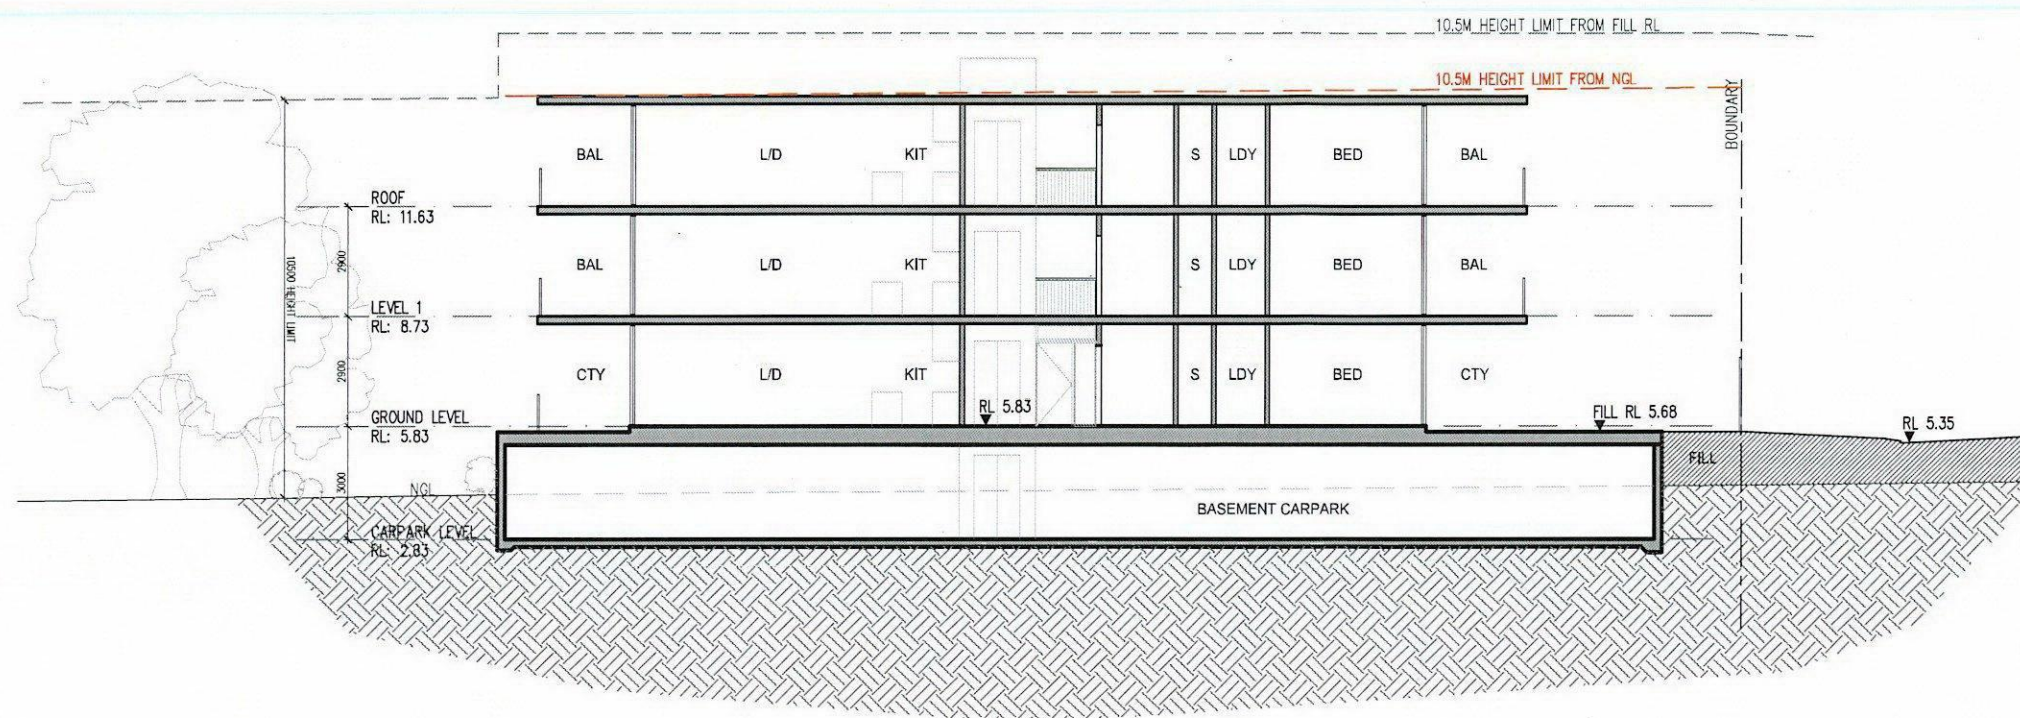 10.5M HEIGHT LIMIT FROM FILL RL
10.5M HEIGHT LIMIT FROM NGL
BOUNDARY
BAL L/D KIT S LDY BED BAL
ROOF
RL: 11.63
2900
10500 HEIGHT LIMIT
BAL L/D KIT S LDY BED BAL
LEVEL 1
RL: 8.73
2900
CTY L/D KIT S LDY BED CTY
GROUND LEVEL
RL: 5.83
RL 5.83
FILL RL 5.68
RL 5.35
FILL
3000
NGL
BASEMENT CARPARK
CARPARK LEVEL
RL: 2.83